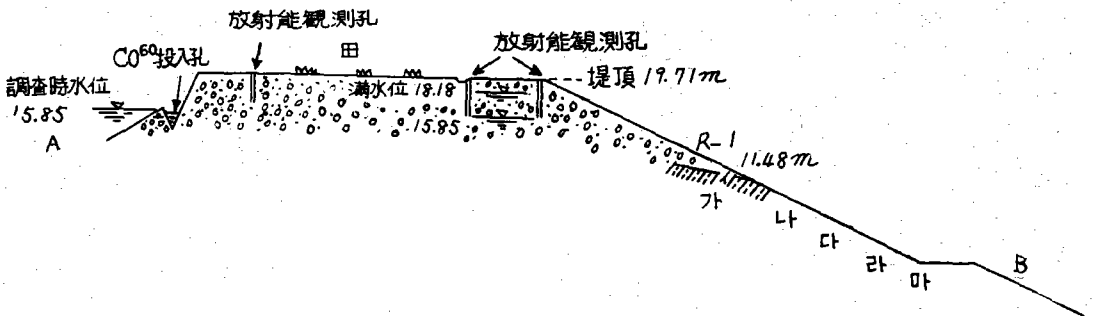 放射能観測孔
田
放射能観測孔
CO⁶⁰投入孔
堤頂 19.71m
調査時水位
15.85
満水位 18.18
A
15.85
R-1
11.48m
가
나
다
라
마
B